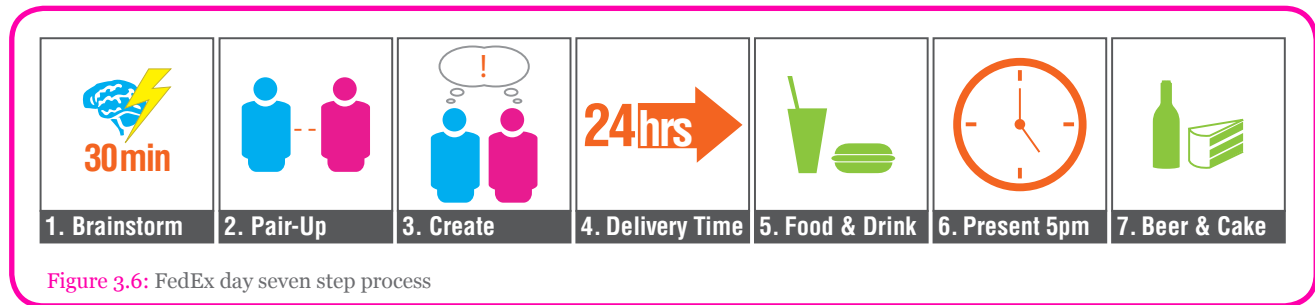 !
30min
24hrs
1. Brainstorm
2. Pair-Up
3. Create
4. Delivery Time
5. Food & Drink
6. Present 5pm
7. Beer & Cake
Figure 3.6: FedEx day seven step process